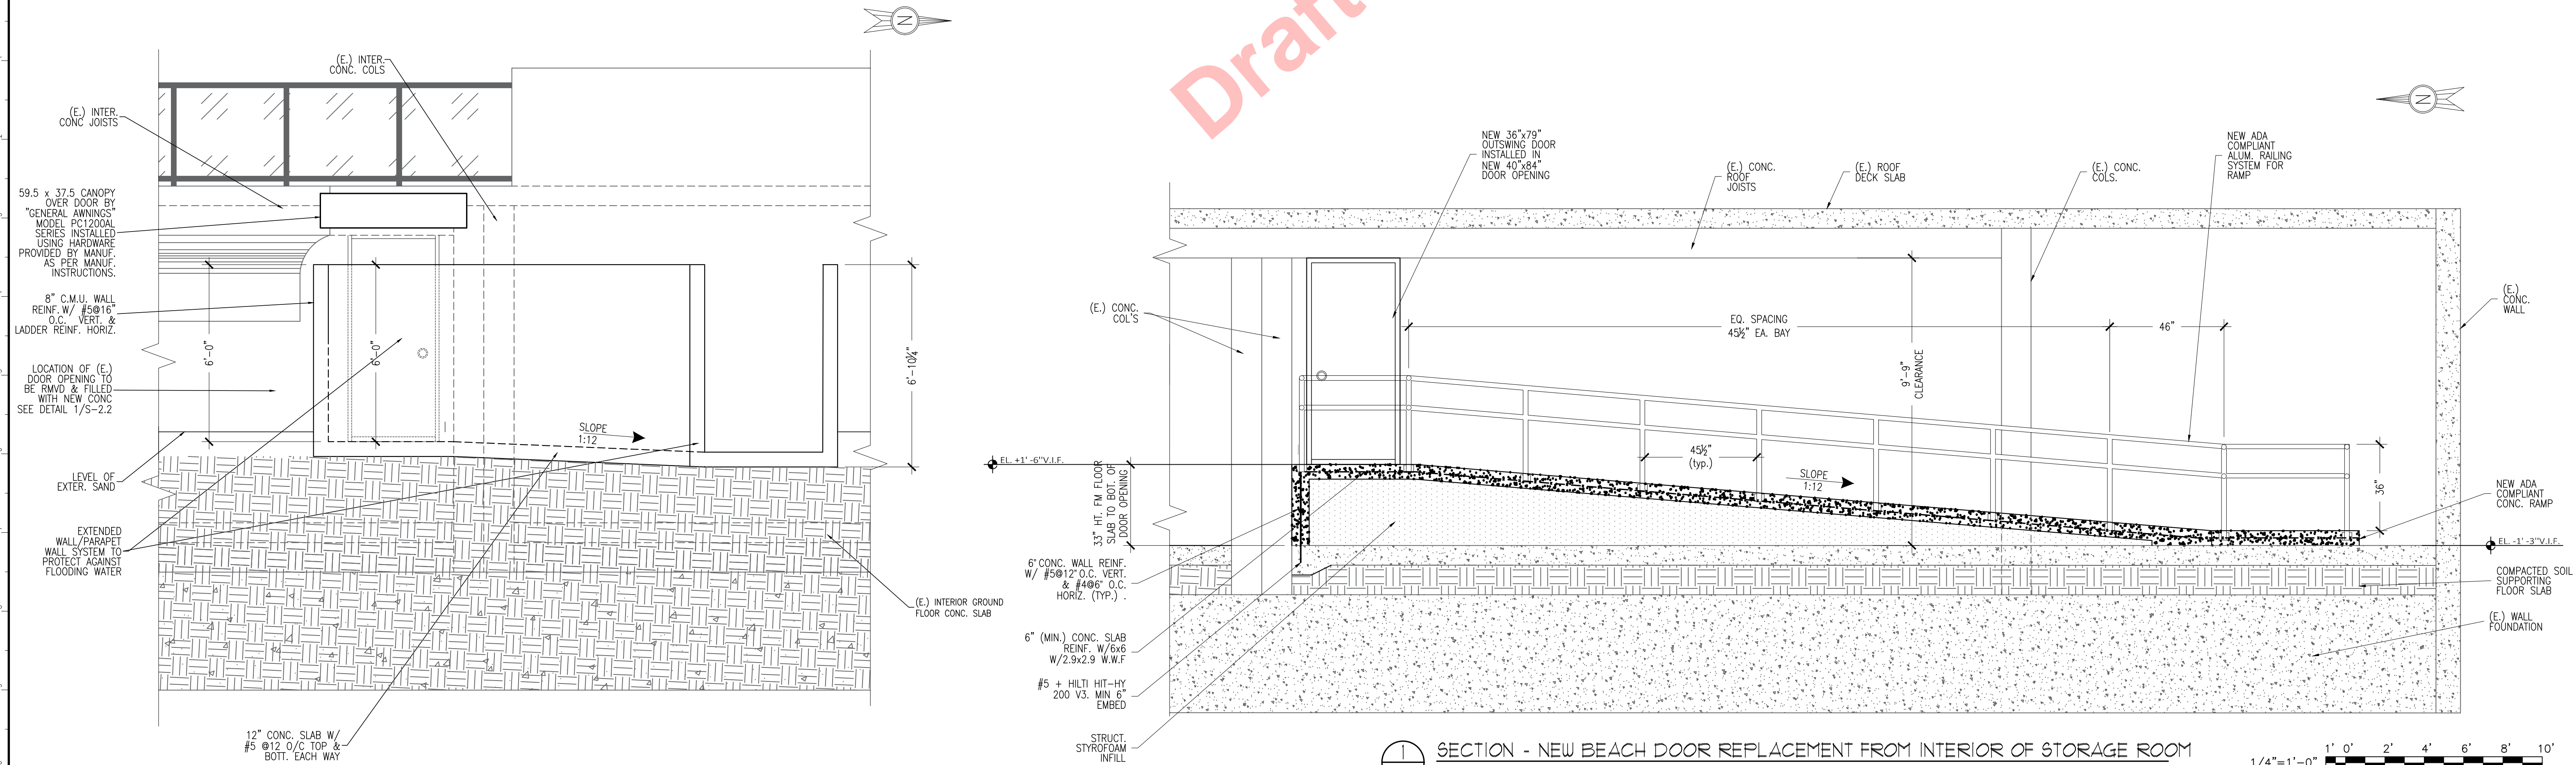 Draft
N
(E.) INTER.
CONC. COLS
(E.) INTER.
CONC JOISTS
59.5 x 37.5 CANOPY
OVER DOOR BY
"GENERAL AWNINGS"
MODEL PC1200AL
SERIES INSTALLED
USING HARDWARE
PROVIDED BY MANUF.
AS PER MANUF.
INSTRUCTIONS.
8" C.M.U. WALL
REINF. W/ #5@16"
O.C. VERT. &
LADDER REINF. HORIZ.
LOCATION OF (E.)
DOOR OPENING TO
BE RMVD & FILLED
WITH NEW CONC
SEE DETAIL 1/S-2.2
LEVEL OF
EXTER. SAND
EXTENDED
WALL/PARAPET
WALL SYSTEM TO
PROTECT AGAINST
FLOODING WATER
12" CONC. SLAB W/
#5 @12 O/C TOP &
BOTT. EACH WAY
6'-0"
6'-0"
SLOPE
1:12
6'-10¼"
(E.) INTERIOR GROUND
FLOOR CONC. SLAB
N
NEW 36"x79"
OUTSWING DOOR
INSTALLED IN
NEW 40"x84"
DOOR OPENING
(E.) CONC.
ROOF
JOISTS
(E.) ROOF
DECK SLAB
(E.) CONC.
COLS.
NEW ADA
COMPLIANT
ALUM. RAILING
SYSTEM FOR
RAMP
(E.)
CONC.
WALL
(E.) CONC.
COL'S
EQ. SPACING
45½" EA. BAY
46"
9'-9"
CLEARANCE
45½"
(typ.)
SLOPE
1:12
36"
EL. +1' -6"V.I.F.
33" HT. FM FLOOR
SLAB TO BOT. OF
DOOR OPENING
6" CONC. WALL REINF.
W/ #5@12" O.C. VERT.
& #4@6" O.C.
HORIZ. (TYP.)
6" (MIN.) CONC. SLAB
REINF. W/6x6
W/2.9x2.9 W.W.F
#5 + HILTI HIT-HY
200 V3. MIN 6"
EMBED
STRUCT.
STYROFOAM
INFILL
NEW ADA
COMPLIANT
CONC. RAMP
EL. -1' -3"V.I.F.
COMPACTED SOIL
SUPPORTING
FLOOR SLAB
(E.) WALL
FOUNDATION
1
SECTION - NEW BEACH DOOR REPLACEMENT FROM INTERIOR OF STORAGE ROOM
1/4"=1'-0"
1' 0' 2' 4' 6' 8' 10'